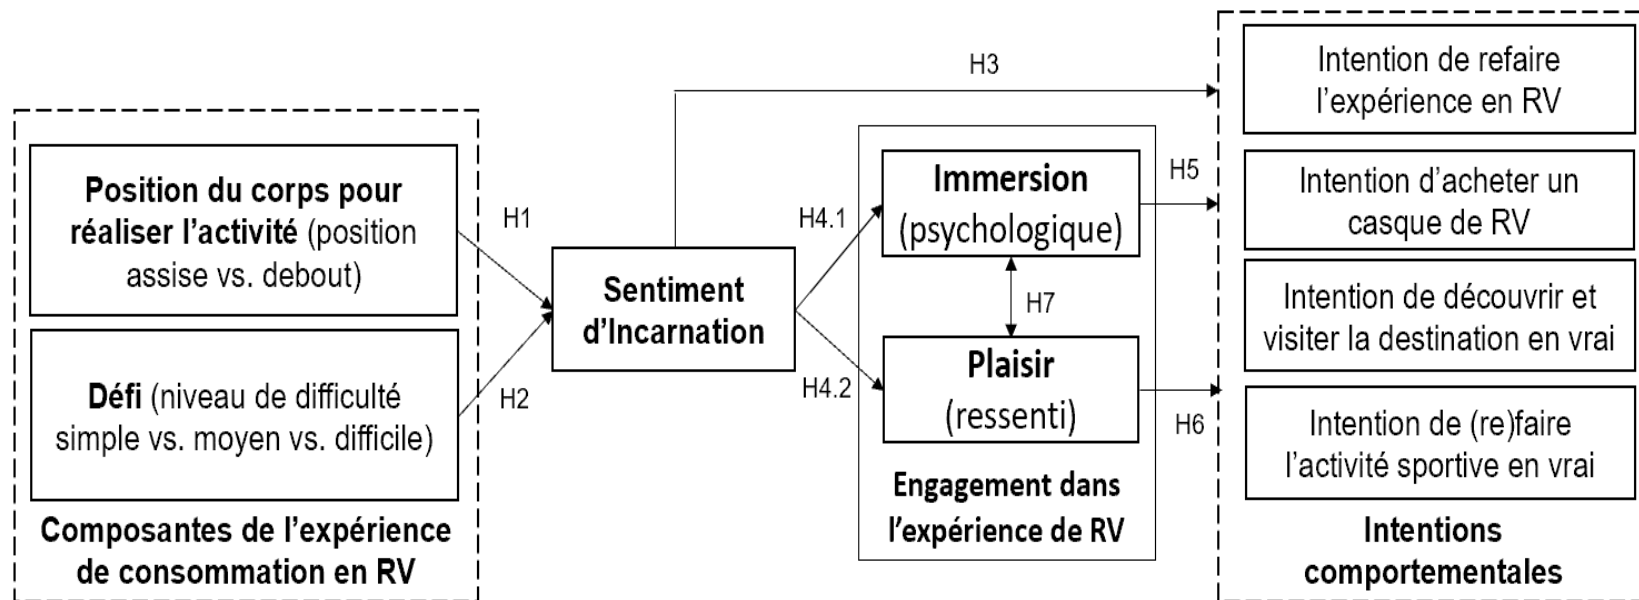 Position du corps pour
réaliser l’activité (position
assise vs. debout)
Défi (niveau de difficulté
simple vs. moyen vs. difficile)
Composantes de l’expérience
de consommation en RV
H1
H2
Sentiment
d’Incarnation
H3
H4.1
H4.2
Immersion
(psychologique)
H7
Plaisir
(ressenti)
Engagement dans
l’expérience de RV
H5
H6
Intention de refaire
l’expérience en RV
Intention d’acheter un
casque de RV
Intention de découvrir et
visiter la destination en vrai
Intention de (re)faire
l’activité sportive en vrai
Intentions
comportementales